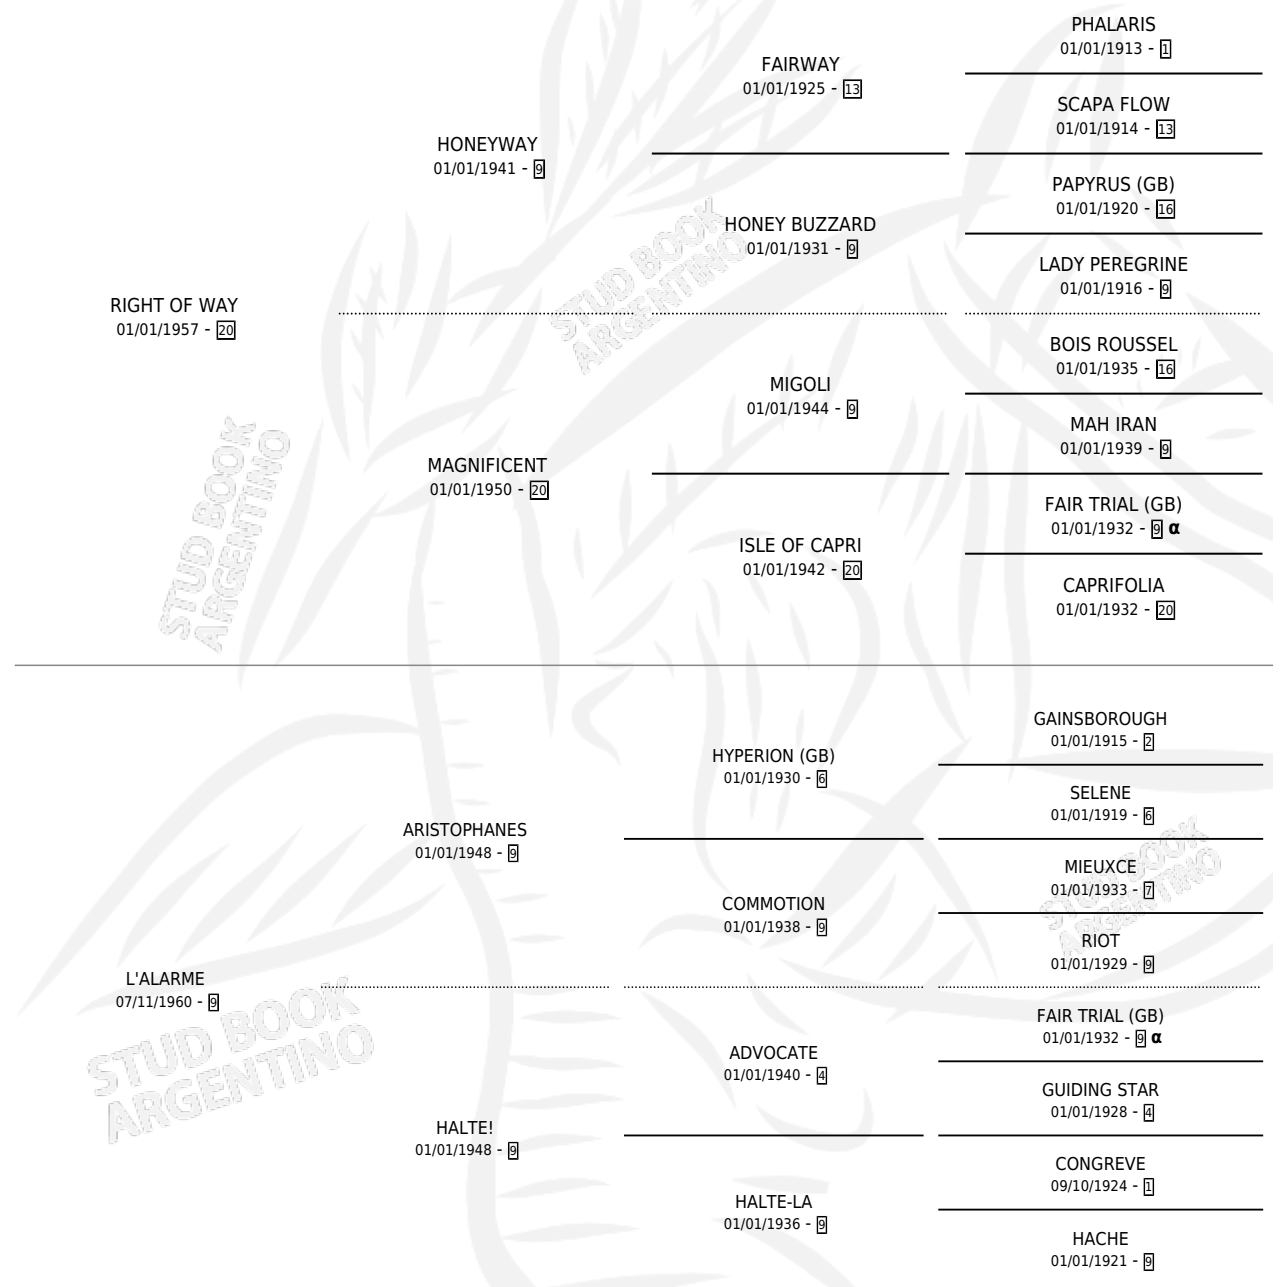 PHALARIS
01/01/1913 - 1
FAIRWAY
01/01/1925 - 13
SCAPA FLOW
01/01/1914 - 13
HONEYWAY
01/01/1941 - 9
PAPYRUS (GB)
01/01/1920 - 16
HONEY BUZZARD
01/01/1931 - 9
LADY PEREGRINE
01/01/1916 - 9
RIGHT OF WAY
01/01/1957 - 20
BOIS ROUSSEL
01/01/1935 - 16
MIGOLI
01/01/1944 - 9
MAH IRAN
01/01/1939 - 9
MAGNIFICENT
01/01/1950 - 20
FAIR TRIAL (GB)
01/01/1932 - 9 α
ISLE OF CAPRI
01/01/1942 - 20
CAPRIFOLIA
01/01/1932 - 20
GAINSBOROUGH
01/01/1915 - 2
HYPERION (GB)
01/01/1930 - 6
SELENE
01/01/1919 - 6
ARISTOPHANES
01/01/1948 - 9
MIEUXCE
01/01/1933 - 7
COMMOTION
01/01/1938 - 9
RIOT
01/01/1929 - 9
L'ALARME
07/11/1960 - 9
FAIR TRIAL (GB)
01/01/1932 - 9 α
ADVOCATE
01/01/1940 - 4
GUIDING STAR
01/01/1928 - 4
HALTE!
01/01/1948 - 9
CONGREVE
09/10/1924 - 1
HALTE-LA
01/01/1936 - 9
HACHE
01/01/1921 - 9
STUD BOOK
ARGENTINO
STUD BOOK
ARGENTINO
STUD BOOK
ARGENTINO
STUD BOOK
ARGENTINO